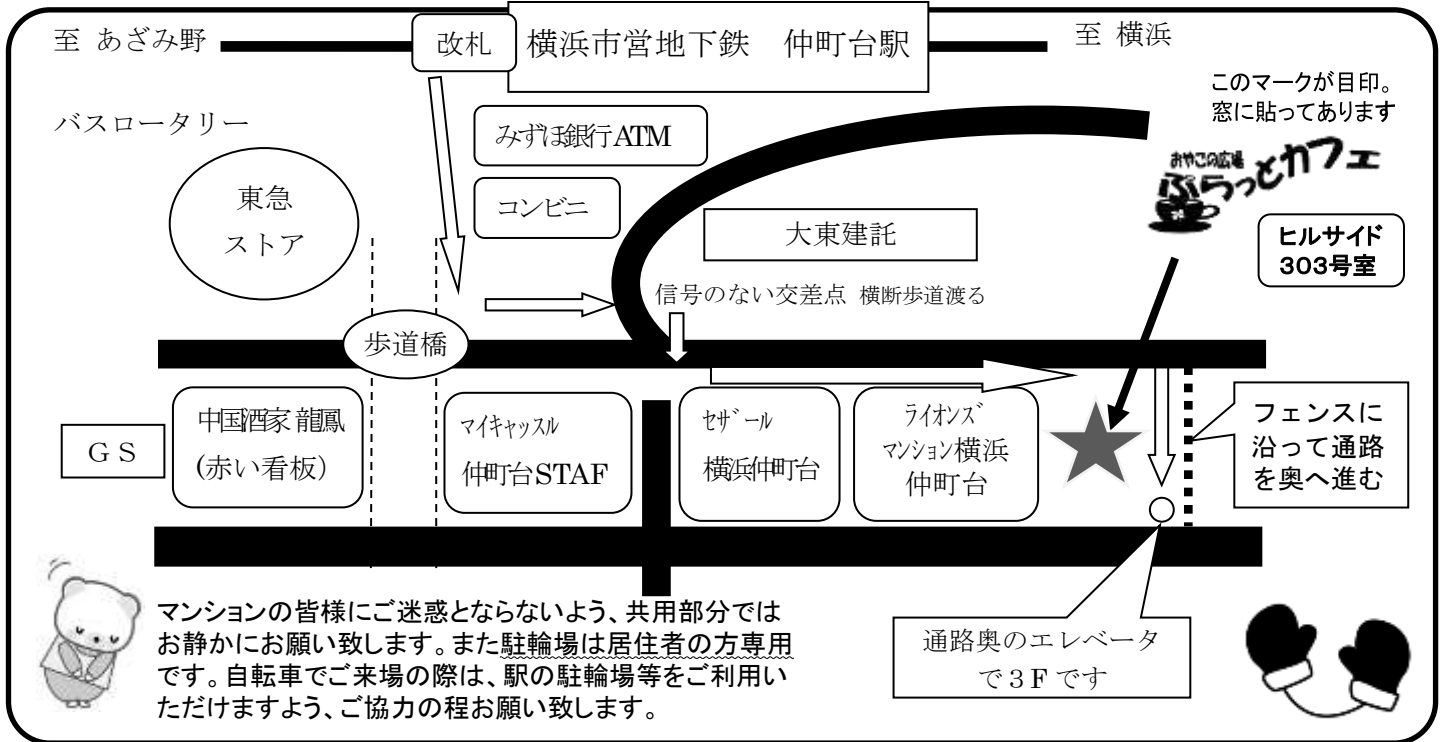 至 あざみ野
改札
横浜市営地下鉄 仲町台駅
至 横浜
このマークが目印。
窓に貼ってあります
バスロータリー
みずほ銀行ATM
おやこの広場
ぷらっとカフェ
東急
ストア
コンビニ
大東建託
ヒルサイド
303号室
信号のない交差点 横断歩道渡る
歩道橋
GS
中国酒家 龍鳳
(赤い看板)
マイキャッスル
仲町台STAF
セザール
横浜仲町台
ライオンズ
マンション横浜
仲町台
フェンスに
沿って通路
を奥へ進む
マンションの皆様にご迷惑とならないよう、共用部分では
お静かにお願い致します。また駐輪場は居住者の方専用
です。自転車でご来場の際は、駅の駐輪場等をご利用い
ただけますよう、ご協力の程お願い致します。
通路奥のエレベータ
で3Fです